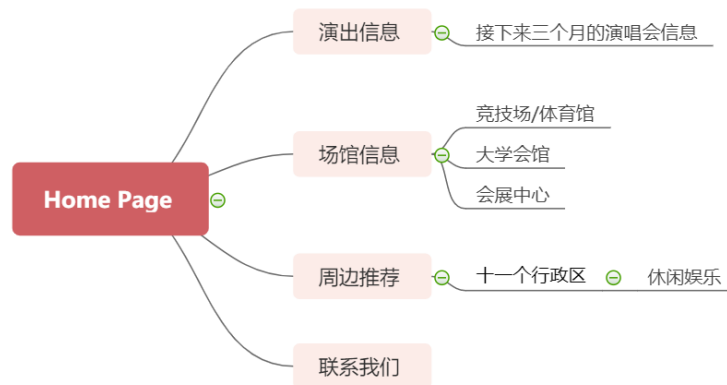 Home Page
演出信息
接下来三个月的演唱会信息
场馆信息
竞技场/体育馆
大学会馆
会展中心
周边推荐
十一个行政区
休闲娱乐
联系我们